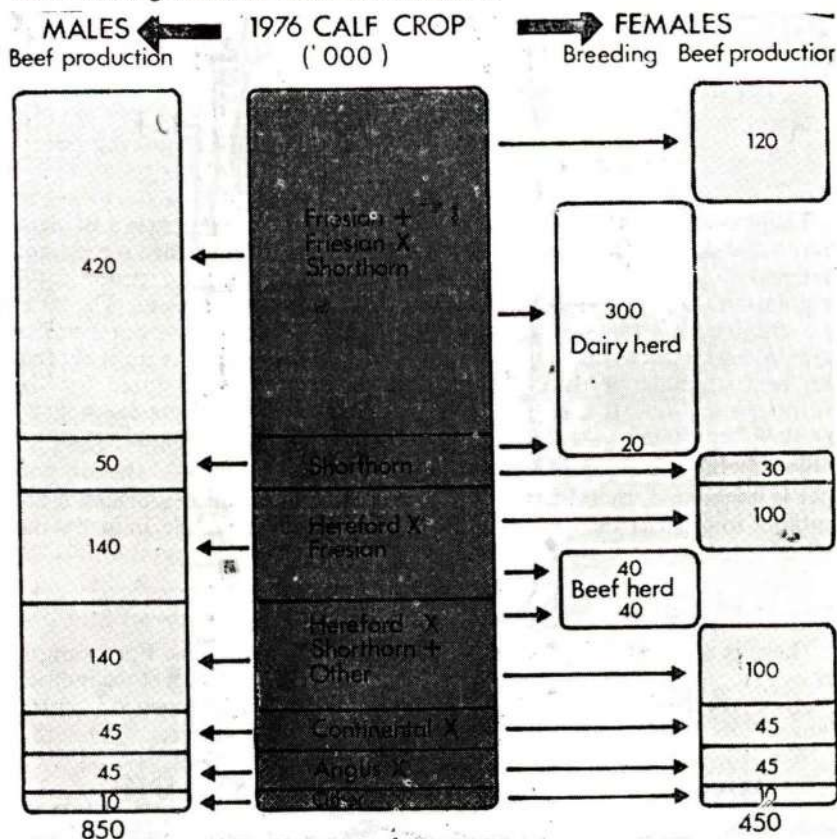 MALES 1976 CALF CROP FEMALES
Beef production ('000) Breeding Beef production
120
Friesian +
Friesian X
Shorthorn
420
300
Dairy herd
20
50 Shorthorn 30
Hereford X
Friesian
140 100
40
Beef herd
40
Hereford X
Shorthorn +
Other
140 100
45 Continental X 45
45 Angus X 45
10 Other 10
850 450